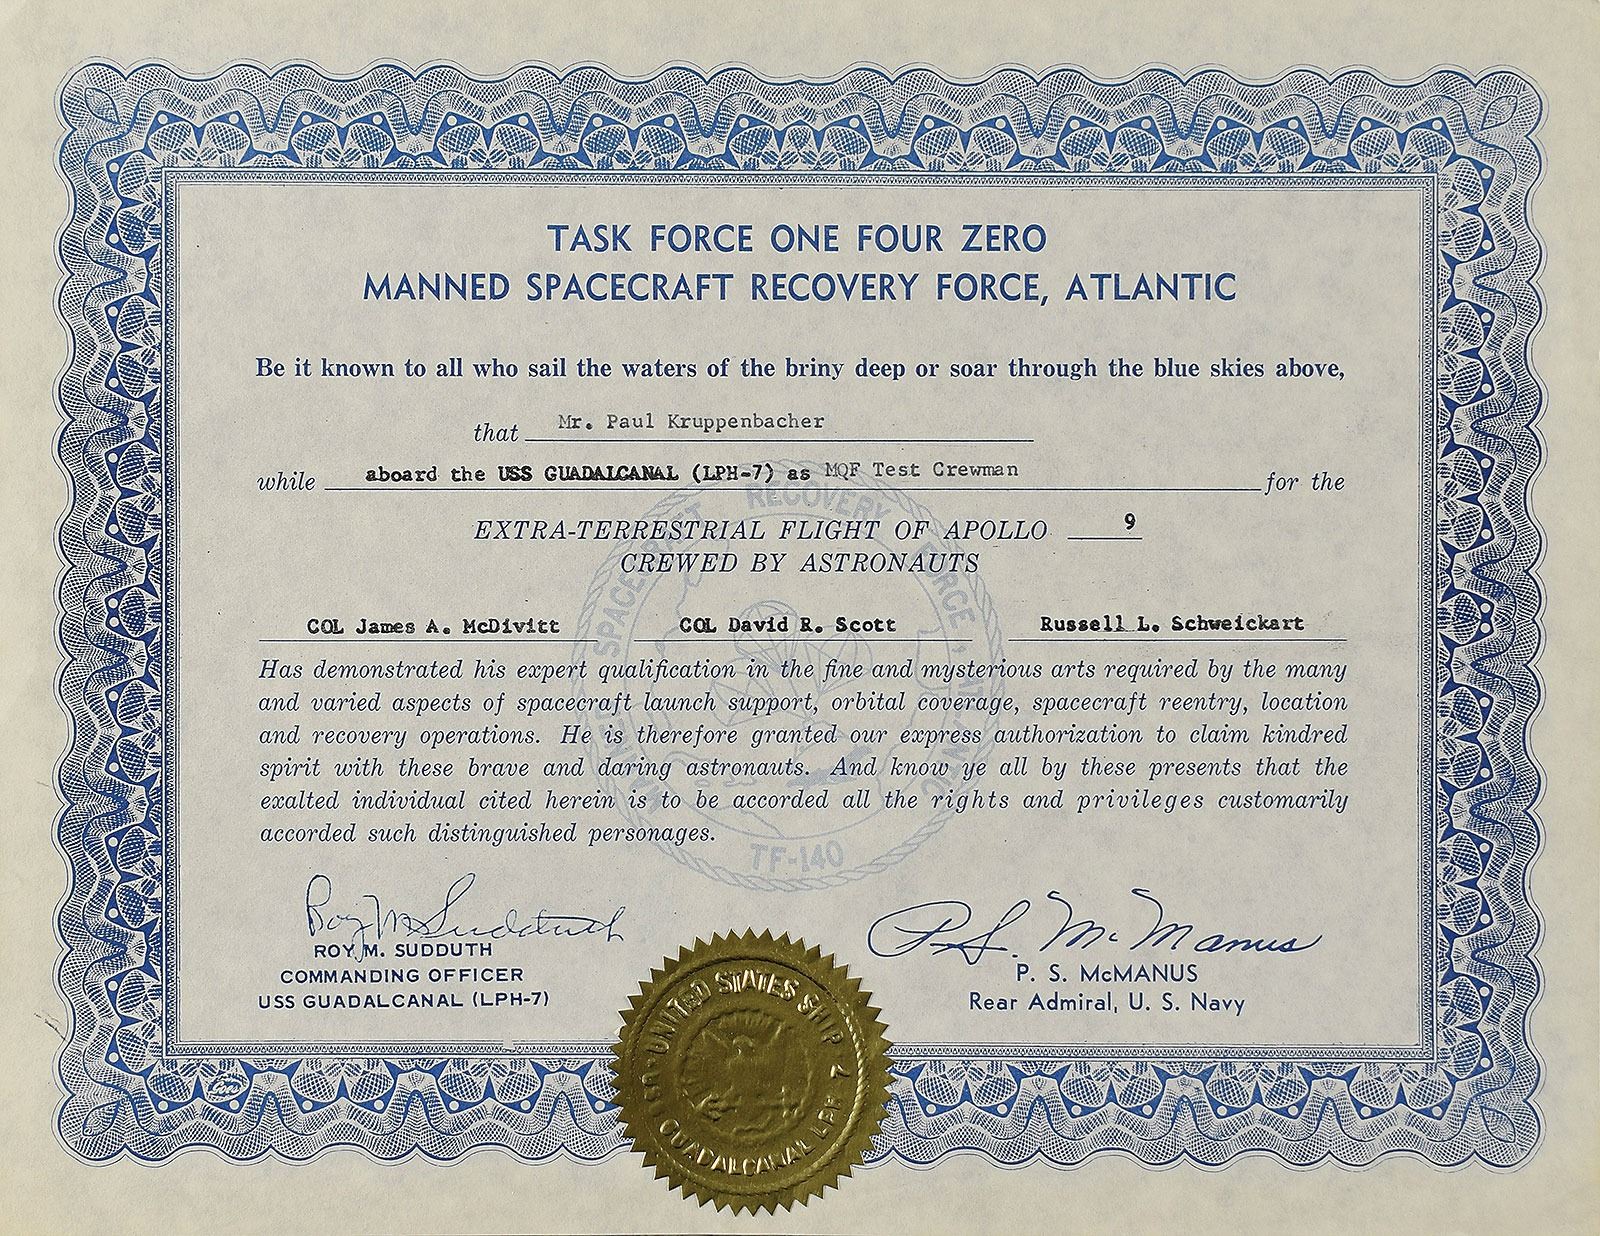 TASK FORCE ONE FOUR ZERO
MANNED SPACECRAFT RECOVERY FORCE, ATLANTIC
Be it known to all who sail the waters of the briny deep or soar through the blue skies above,
that Mr. Paul Kruppenbacher
while aboard the USS GUADALCANAL (LPH-7) as MQF Test Crewman for the
EXTRA-TERRESTRIAL FLIGHT OF APOLLO 9
CREWED BY ASTRONAUTS
COL James A. McDivitt COL David R. Scott Russell L. Schweickart
Has demonstrated his expert qualification in the fine and mysterious arts required by the many
and varied aspects of spacecraft launch support, orbital coverage, spacecraft reentry, location
and recovery operations. He is therefore granted our express authorization to claim kindred
spirit with these brave and daring astronauts. And know ye all by these presents that the
exalted individual cited herein is to be accorded all the rights and privileges customarily
accorded such distinguished personages.
SPACECRAFT RECOVERY FORCE, ATLANTIC
TF-140
Roy M Sudduth
ROY M. SUDDUTH
COMMANDING OFFICER
USS GUADALCANAL (LPH-7)
P. S. McManus
P. S. McMANUS
Rear Admiral, U. S. Navy
UNITED STATES SHIP
USS GUADALCANAL LPH 7